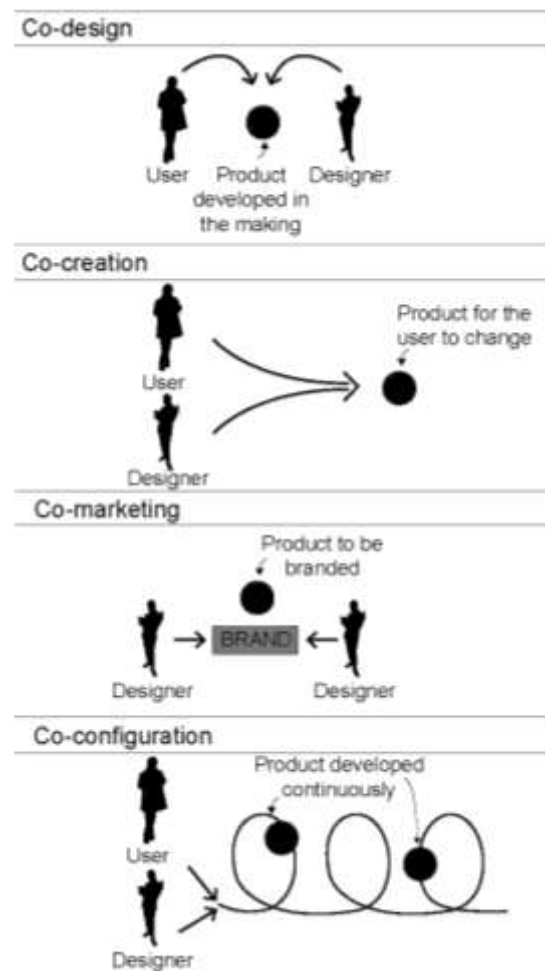 Co-design
User
Product
developed in
the making
Designer
Co-creation
Product for the
user to change
User
Designer
Co-marketing
Product to be
branded
BRAND
Designer
Designer
Co-configuration
Product developed
continuously
User
Designer